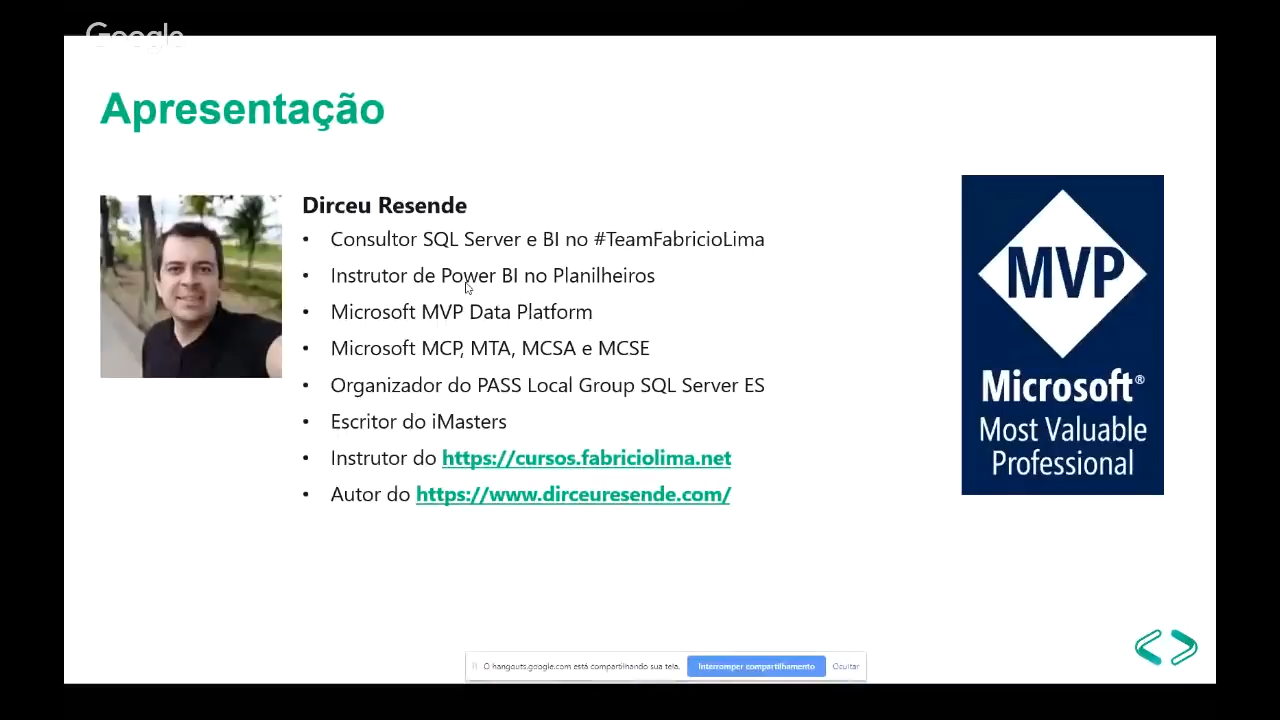 Google
Apresentação
Dirceu Resende
• Consultor SQL Server e BI no #TeamFabricioLima
• Instrutor de Power BI no Planilheiros
• Microsoft MVP Data Platform
• Microsoft MCP, MTA, MCSA e MCSE
• Organizador do PASS Local Group SQL Server ES
• Escritor do iMasters
• Instrutor do https://cursos.fabriciolima.net
• Autor do https://www.dirceuresende.com/
MVP
Microsoft®
Most Valuable
Professional
O hangouts.google.com está compartilhando sua tela. Interromper compartilhamento Ocultar